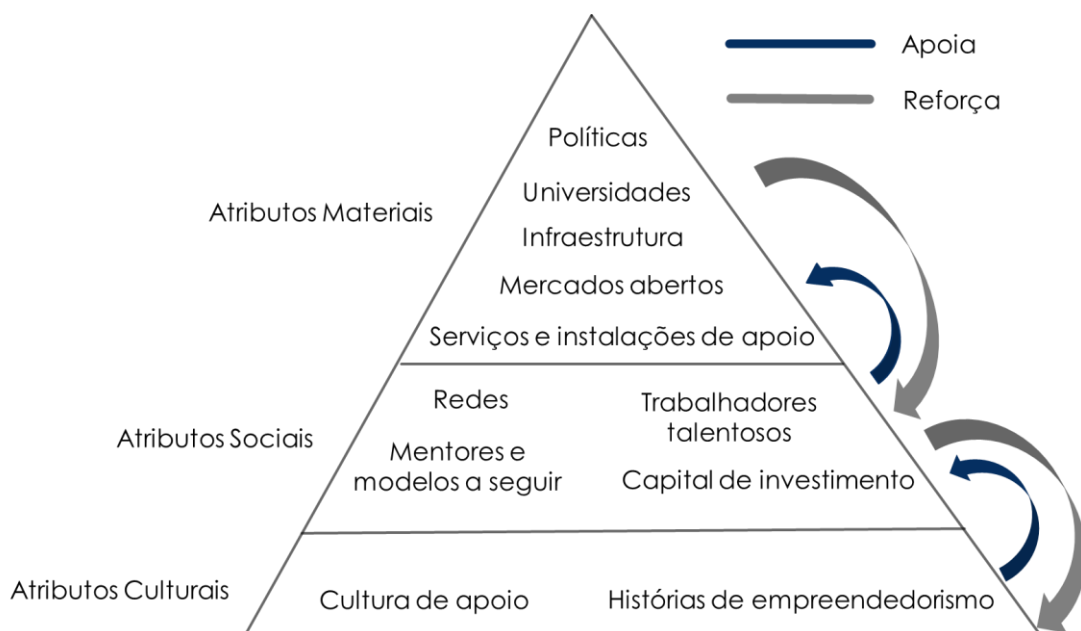 Apoia
Reforça
Políticas
Universidades
Atributos Materiais
Infraestrutura
Mercados abertos
Serviços e instalações de apoio
Redes
Trabalhadores
talentosos
Atributos Sociais
Mentores e
modelos a seguir
Capital de investimento
Atributos Culturais
Cultura de apoio
Histórias de empreendedorismo